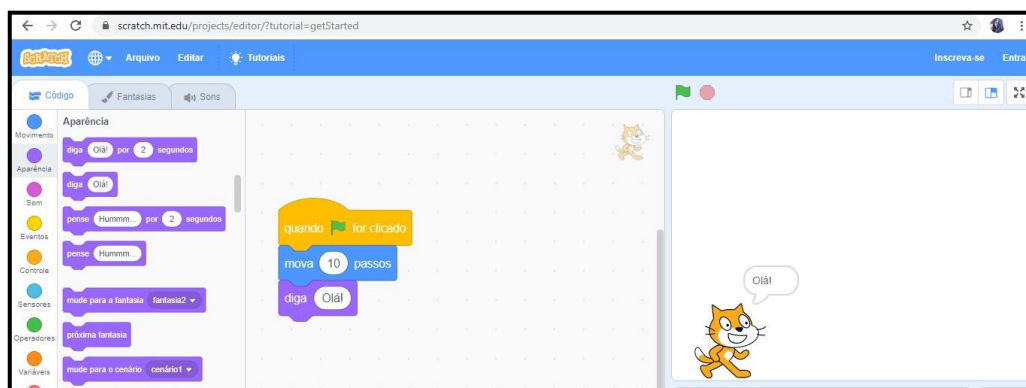 scratch.mit.edu/projects/editor/?tutorial=getStarted
SCRATCH Arquivo Editar Tutoriais Inscreva-se Entra
Código Fantasias Sons
Movimento
Aparência
Som
Eventos
Controle
Sensores
Operadores
Variáveis
Aparência
diga Olá! por 2 segundos
diga Olá!
pense Hummm... por 2 segundos
pense Hummm...
mude para a fantasia fantasia2
próxima fantasia
mude para o cenário cenário1
quando for clicado
mova 10 passos
diga Olá!
Olá!